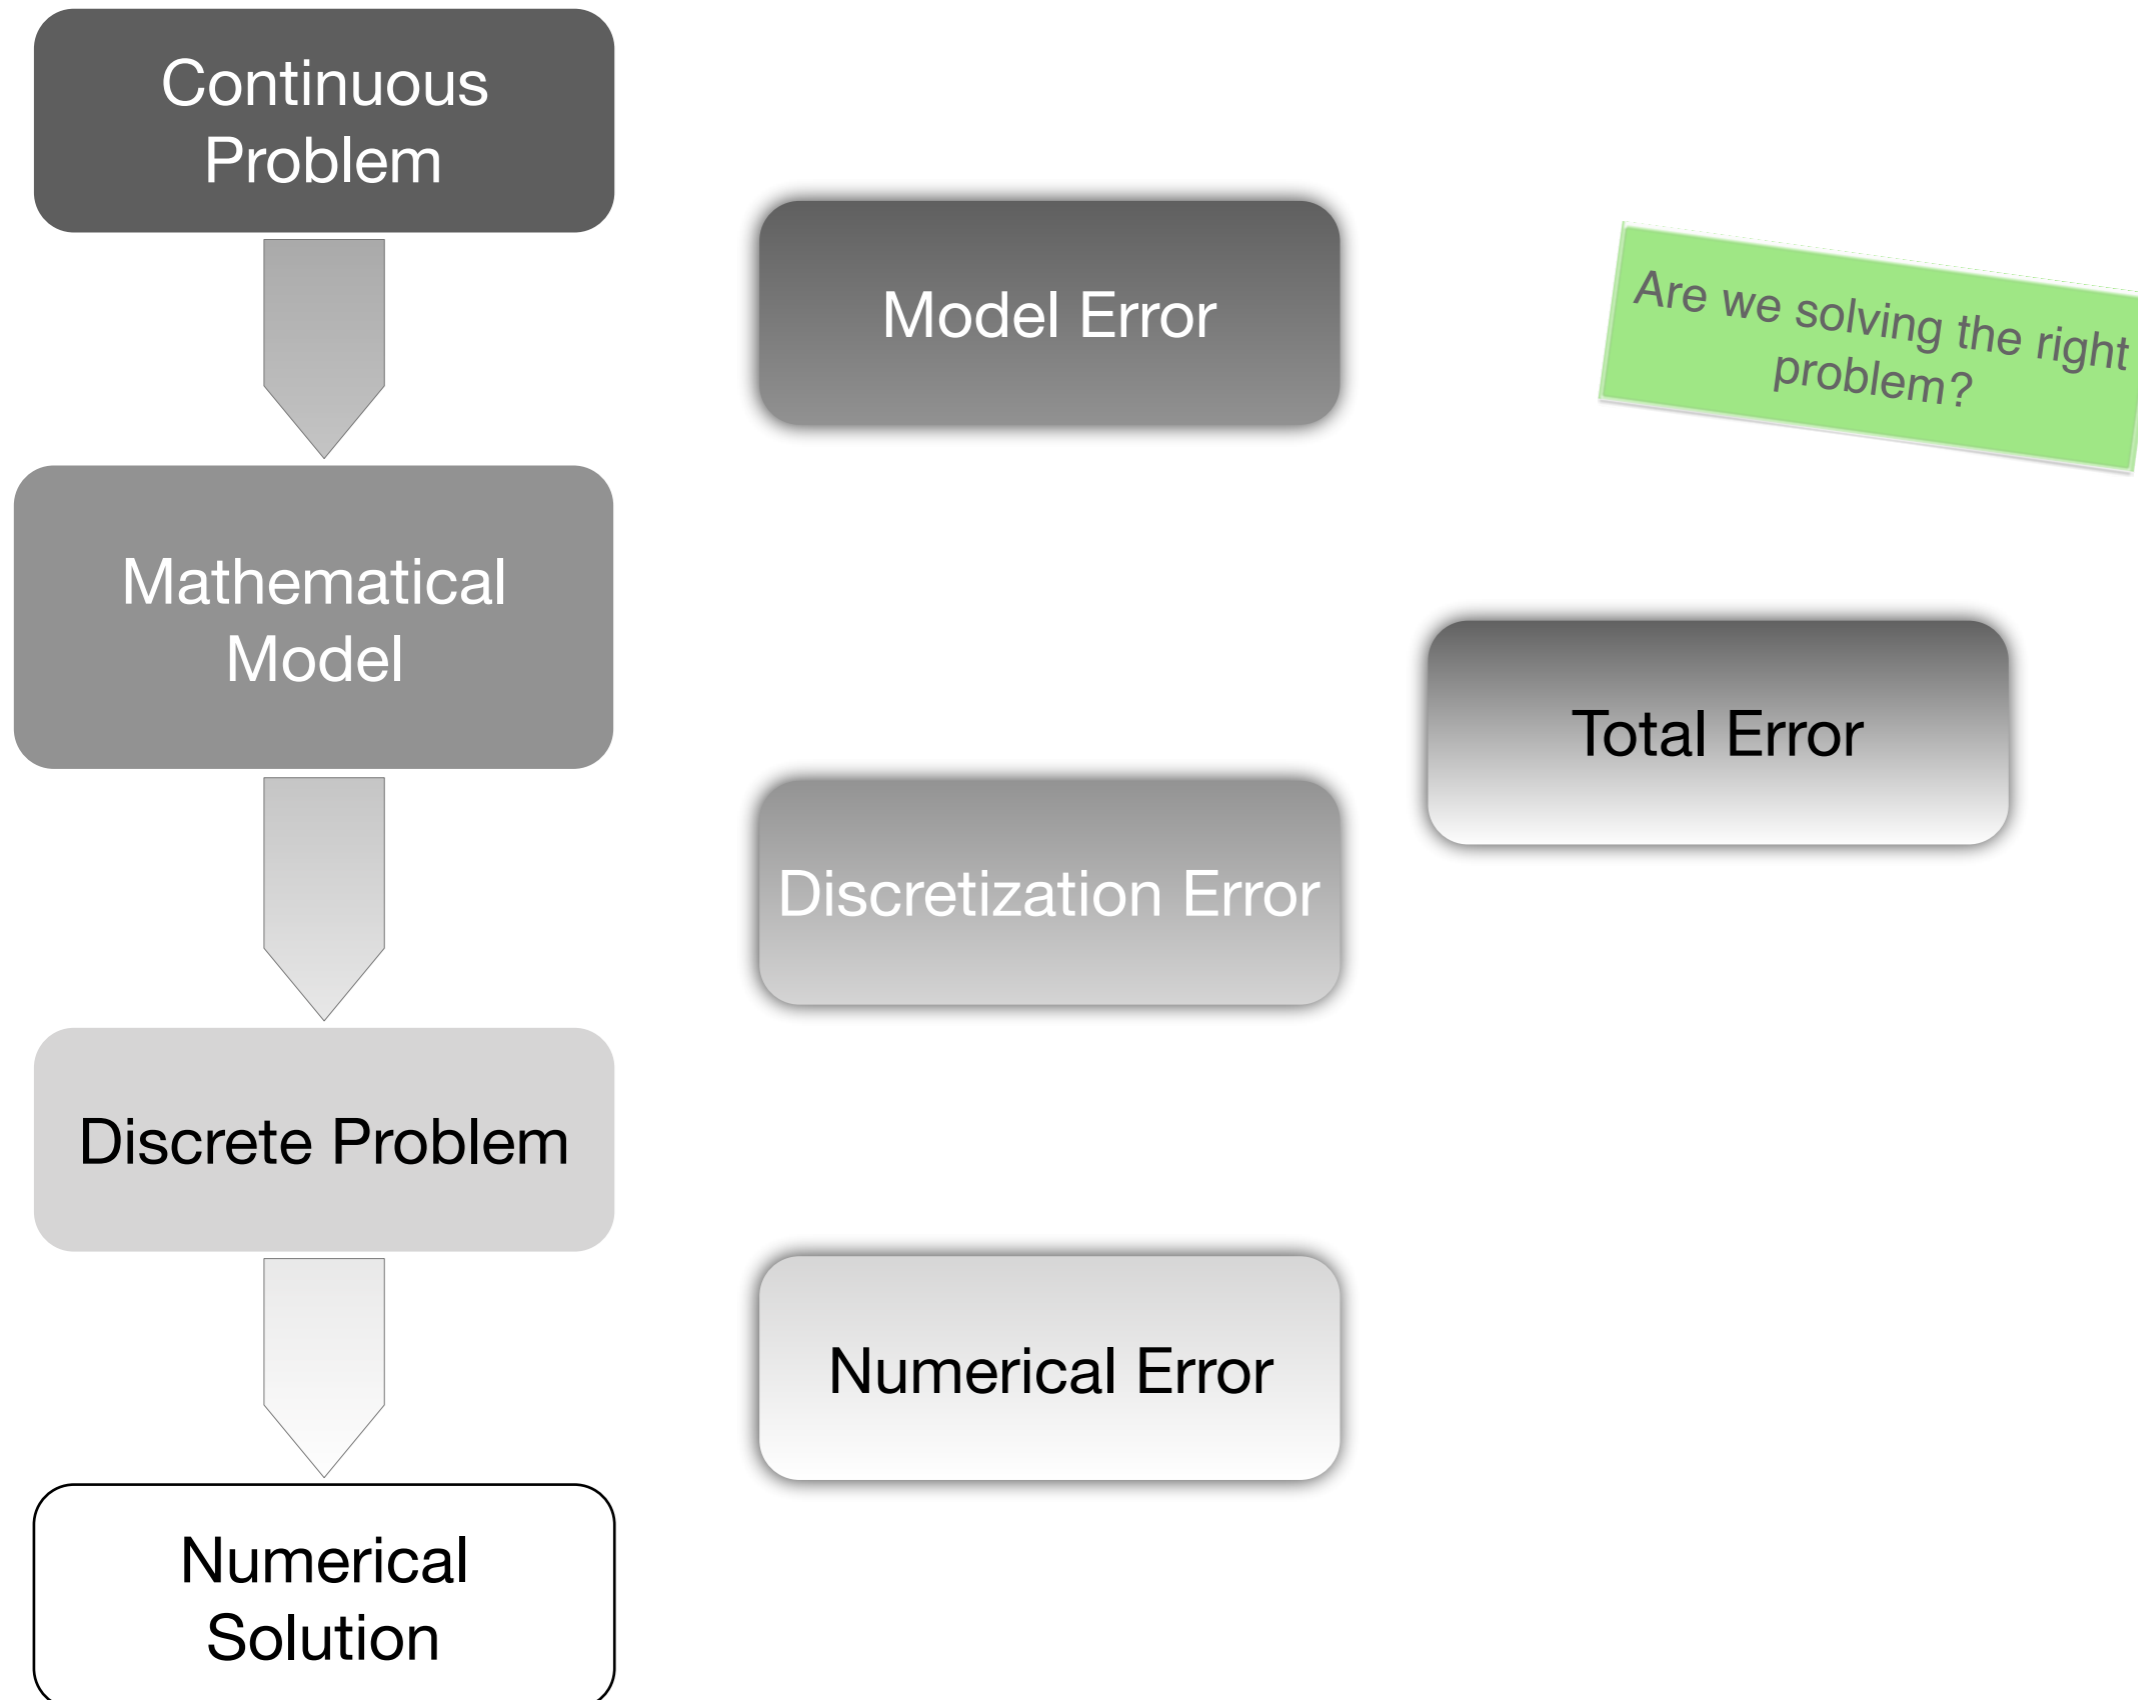 Continuous
Problem
Model Error
Are we solving the right
problem?
Mathematical
Model
Total Error
Discretization Error
Discrete Problem
Numerical Error
Numerical
Solution